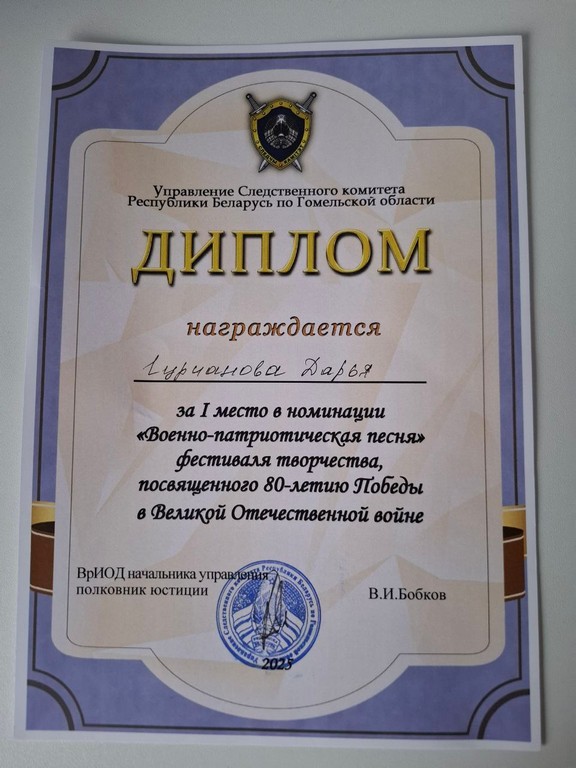 Управление Следственного комитета
Республики Беларусь по Гомельской области
ДИПЛОМ
награждается
Гурианова Дарья
за I место в номинации
«Военно-патриотическая песня»
фестиваля творчества,
посвященного 80-летию Победы
в Великой Отечественной войне
ВрИОД начальника управления
полковник юстиции
В.И.Бобков
2025